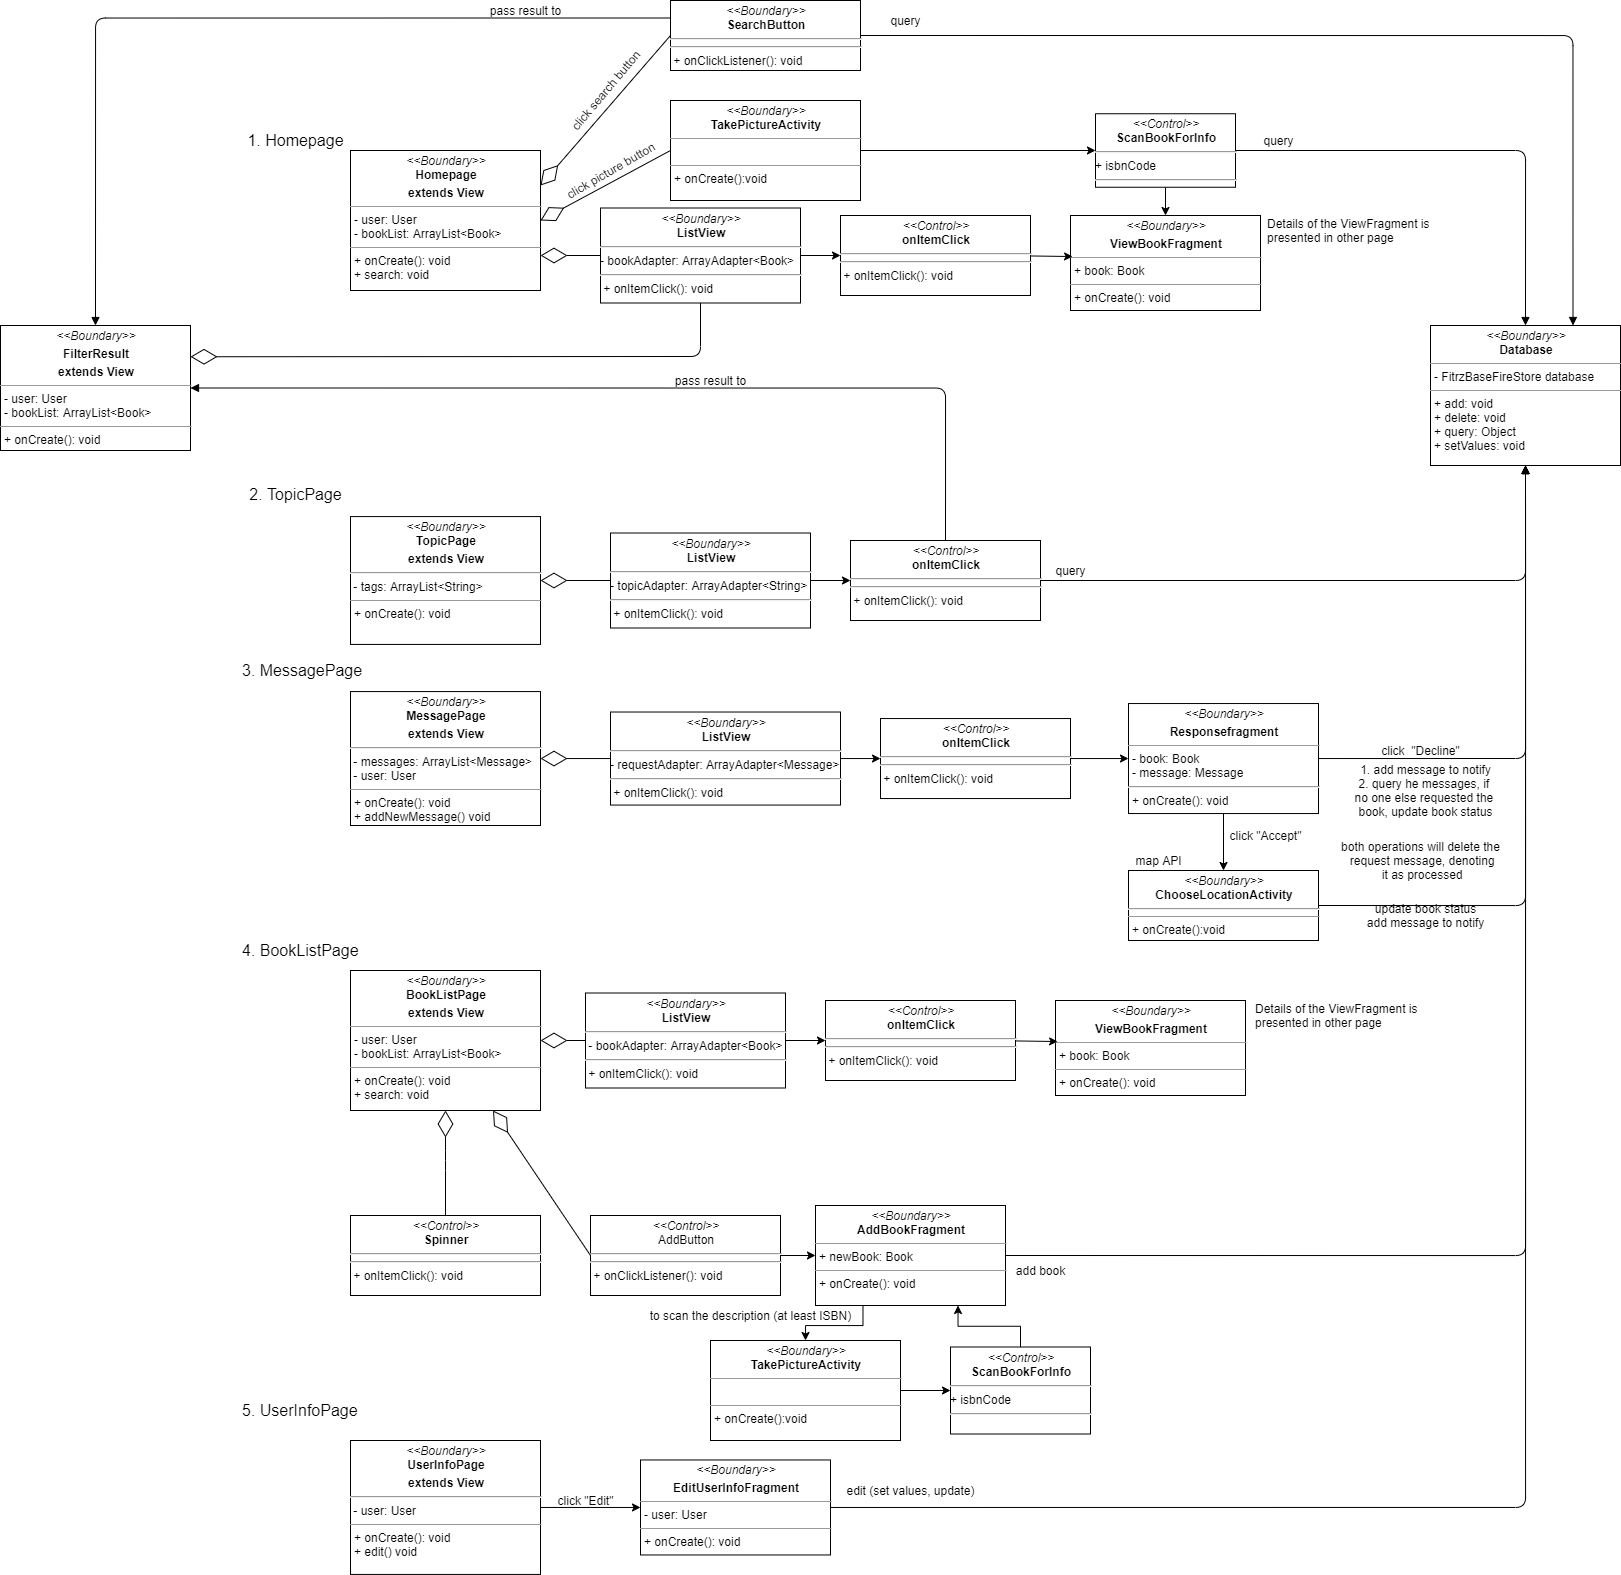 pass result to
<<Boundary>>
SearchButton
+ onClickListener(): void
query
click search button
<<Boundary>>
TakePictureActivity
+ onCreate():void
<<Control>>
ScanBookForInfo
+ isbnCode
query
1. Homepage
<<Boundary>>
Homepage
extends View
- user: User
- bookList: ArrayList<Book>
+ onCreate(): void
+ search: void
click picture button
<<Boundary>>
ListView
- bookAdapter: ArrayAdapter<Book>
+ onItemClick(): void
<<Control>>
onItemClick
+ onItemClick(): void
<<Boundary>>
ViewBookFragment
+ book: Book
+ onCreate(): void
Details of the ViewFragment is
presented in other page
<<Boundary>>
FilterResult
extends View
- user: User
- bookList: ArrayList<Book>
+ onCreate(): void
pass result to
<<Boundary>>
Database
- FitrzBaseFireStore database
+ add: void
+ delete: void
+ query: Object
+ setValues: void
2. TopicPage
<<Boundary>>
TopicPage
extends View
- tags: ArrayList<String>
+ onCreate(): void
<<Boundary>>
ListView
- topicAdapter: ArrayAdapter<String>
+ onItemClick(): void
<<Control>>
onItemClick
+ onItemClick(): void
query
3. MessagePage
<<Boundary>>
MessagePage
extends View
- messages: ArrayList<Message>
- user: User
+ onCreate(): void
+ addNewMessage() void
<<Boundary>>
ListView
- requestAdapter: ArrayAdapter<Message>
+ onItemClick(): void
<<Control>>
onItemClick
+ onItemClick(): void
<<Boundary>>
Responsefragment
- book: Book
- message: Message
+ onCreate(): void
click "Decline"
1. add message to notify
2. query he messages, if
no one else requested the
book, update book status
click "Accept"
both operations will delete the
request message, denoting
it as processed
map API
<<Boundary>>
ChooseLocationActivity
+ onCreate():void
update book status
add message to notify
4. BookListPage
<<Boundary>>
BookListPage
extends View
- user: User
- bookList: ArrayList<Book>
+ onCreate(): void
+ search: void
<<Boundary>>
ListView
- bookAdapter: ArrayAdapter<Book>
+ onItemClick(): void
<<Control>>
onItemClick
+ onItemClick(): void
<<Boundary>>
ViewBookFragment
+ book: Book
+ onCreate(): void
Details of the ViewFragment is
presented in other page
<<Control>>
Spinner
+ onItemClick(): void
<<Control>>
AddButton
+ onClickListener(): void
<<Boundary>>
AddBookFragment
+ newBook: Book
+ onCreate(): void
add book
to scan the description (at least ISBN)
<<Boundary>>
TakePictureActivity
+ onCreate():void
<<Control>>
ScanBookForInfo
+ isbnCode
5. UserInfoPage
<<Boundary>>
UserInfoPage
extends View
- user: User
+ onCreate(): void
+ edit() void
click "Edit"
<<Boundary>>
EditUserInfoFragment
- user: User
+ onCreate(): void
edit (set values, update)